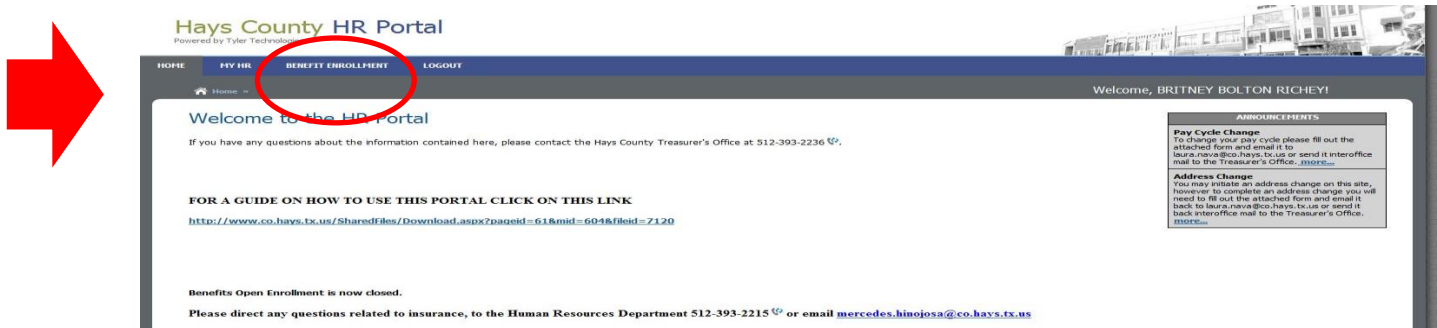 Hays County HR Portal
Powered by Tyler Technologies
HOME MY HR BENEFIT ENROLLMENT LOGOUT
Home
Welcome, BRITNEY BOLTON RICHEY!
Welcome to the HR Portal
If you have any questions about the information contained here, please contact the Hays County Treasurer's Office at 512-393-2236.
FOR A GUIDE ON HOW TO USE THIS PORTAL CLICK ON THIS LINK
http://www.co.hays.tx.us/SharedFiles/Download.aspx?pageid=61&mid=604&fileid=7120
Benefits Open Enrollment is now closed.
Please direct any questions related to insurance, to the Human Resources Department 512-393-2215 or email mercedes.hinojosa@co.hays.tx.us
ANNOUNCEMENTS
Pay Cycle Change
To change your pay cycle please fill out the
attached form and email it to
laura.nava@co.hays.tx.us or send it interoffice
mail to the Treasurer's Office. more...
Address Change
You may initiate an address change on this site,
however to complete an address change you will
need to fill out the attached form and email it
back to laura.nava@co.hays.tx.us or send it
back interoffice mail to the Treasurer's Office.
more...